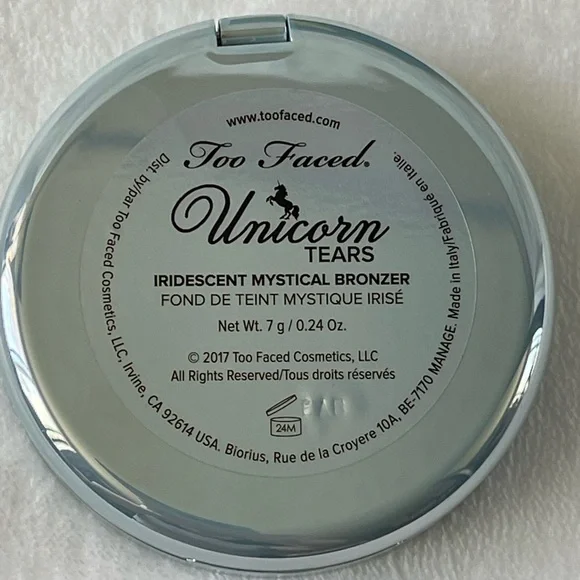 www.toofaced.com
Too Faced®
Unicorn
TEARS
IRIDESCENT MYSTICAL BRONZER
FOND DE TEINT MYSTIQUE IRISÉ
Net Wt. 7 g / 0.24 Oz.
© 2017 Too Faced Cosmetics, LLC
All Rights Reserved/Tous droits réservés
24M
Dist. by/par Too Faced Cosmetics, LLC, Irvine, CA 92614 USA. Biorius, Rue de la Croyere 10A, BE-7170 MANAGE. Made in Italy/Fabriqué en Italie.